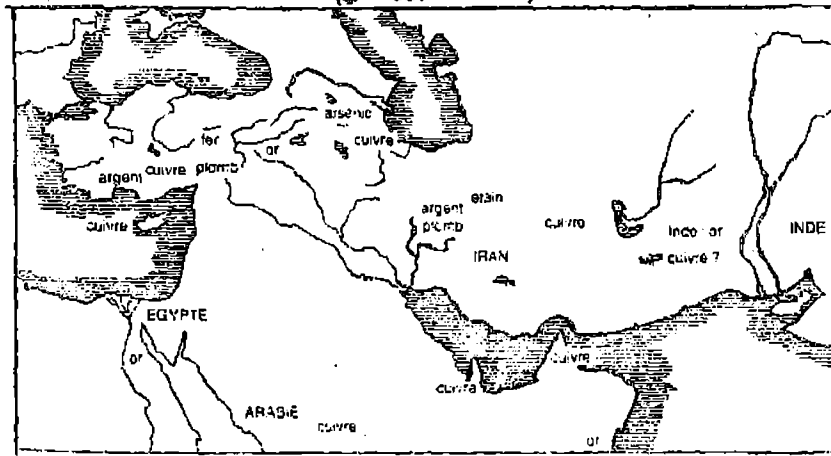 arsenic
fer
cuivre
or
cuivre plomb
argent
etain
argent
plomb
cuivre
cuivre
INDE
cuivre ?
IRAN
EGYPTE
or
cuivre
cuivre
ARABIE
cuivre
or